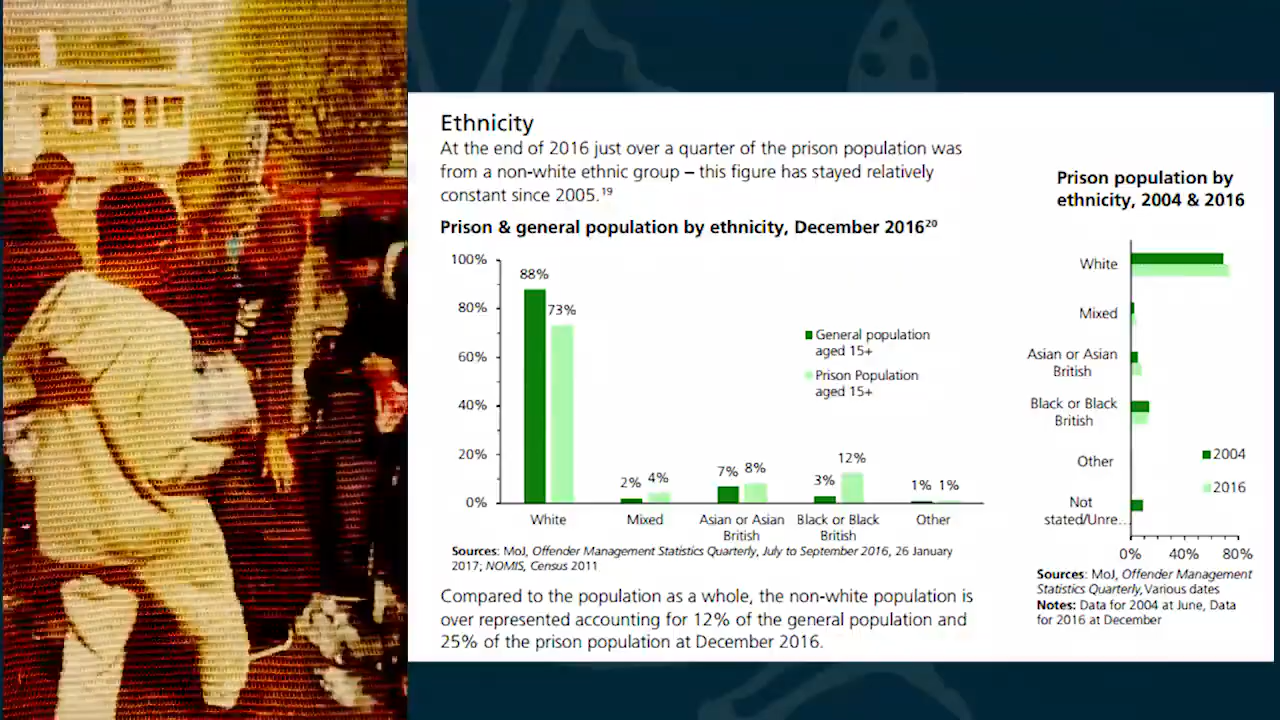 Ethnicity
At the end of 2016 just over a quarter of the prison population was
from a non-white ethnic group – this figure has stayed relatively
constant since 2005.¹⁹
Prison & general population by ethnicity, December 2016²⁰
100%
80%
60%
40%
20%
0%
88%
73%
2%
4%
7%
8%
3%
12%
1%
1%
General population
aged 15+
Prison Population
aged 15+
White
Mixed
Asian or Asian
British
Black or Black
British
Other
Sources: MoJ, Offender Management Statistics Quarterly, July to September 2016, 26 January
2017; NOMIS, Census 2011
Compared to the population as a whole, the non-white population is
over represented accounting for 12% of the general population and
25% of the prison population at December 2016.
Prison population by
ethnicity, 2004 & 2016
White
Mixed
Asian or Asian
British
Black or Black
British
Other
Not
stated/Unre...
2004
2016
0%
40%
80%
Sources: MoJ, Offender Management
Statistics Quarterly, Various dates
Notes: Data for 2004 at June, Data
for 2016 at December